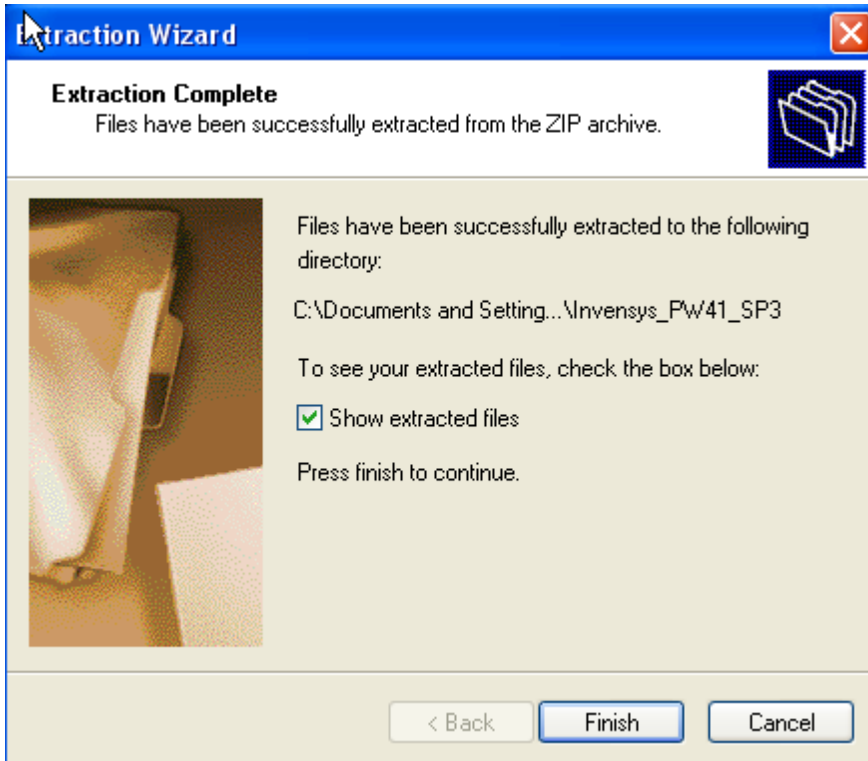 Extraction Wizard
Extraction Complete
Files have been successfully extracted from the ZIP archive.
Files have been successfully extracted to the following
directory:
C:\Documents and Setting...\Invensys_PW41_SP3
To see your extracted files, check the box below:
Show extracted files
Press finish to continue.
< Back Finish Cancel